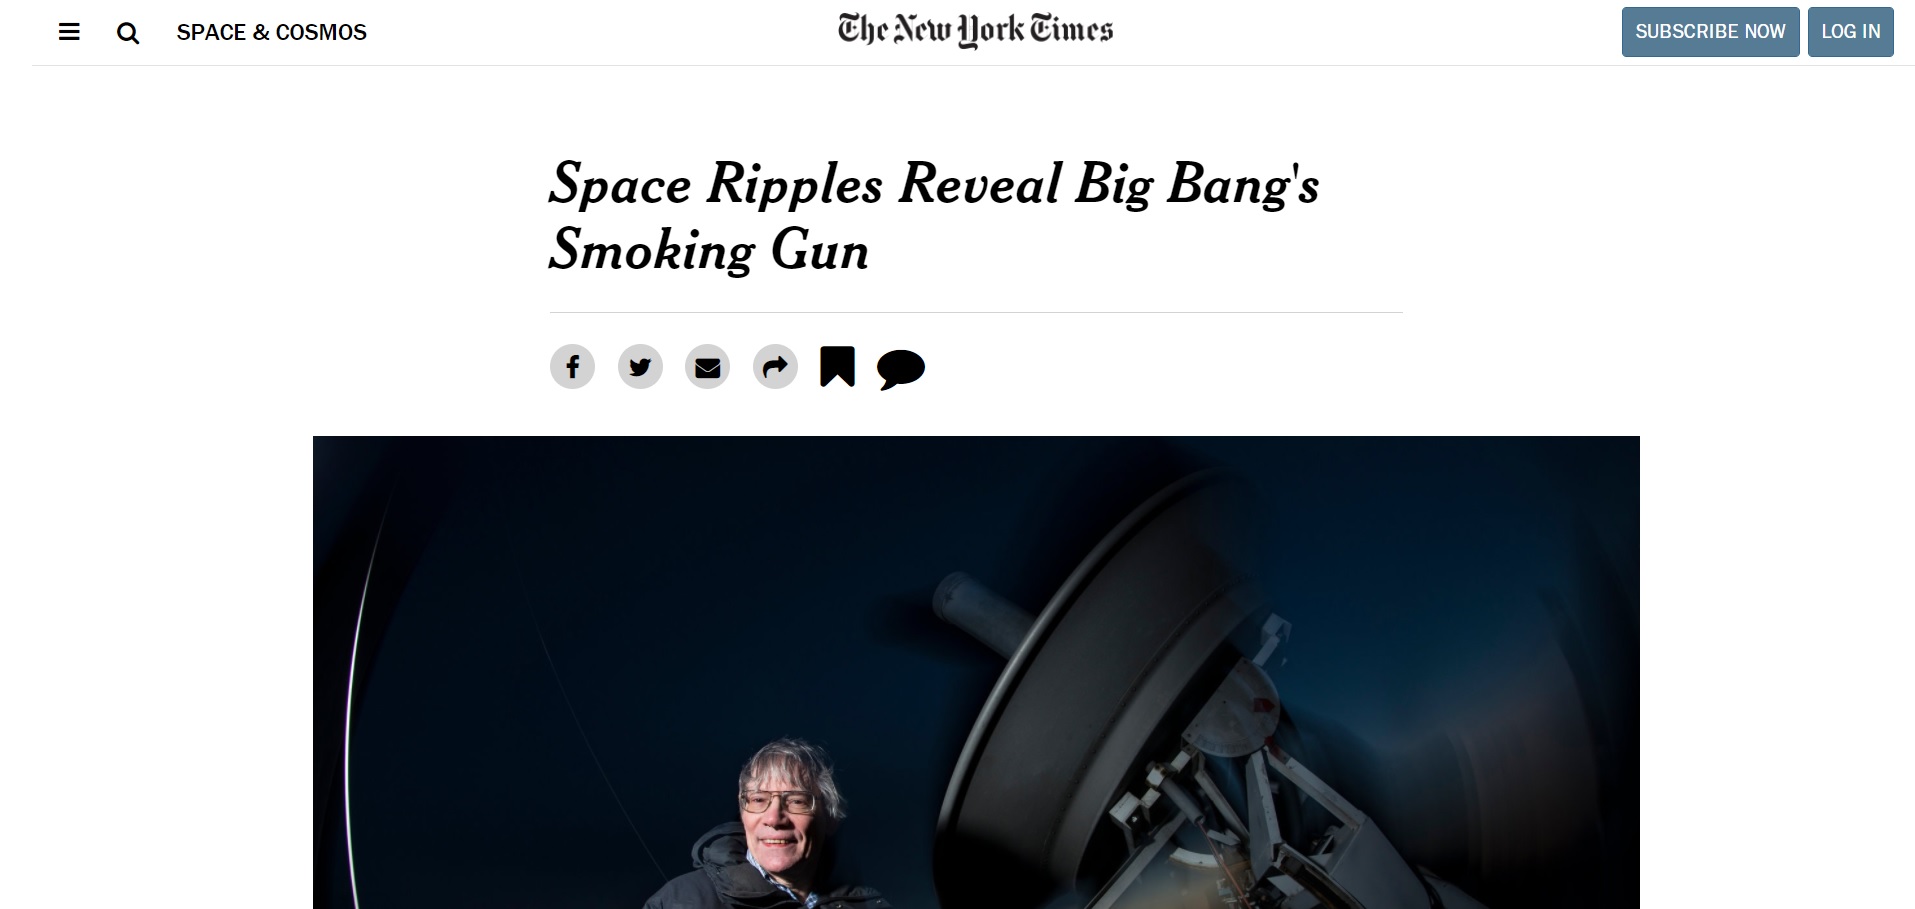 SPACE & COSMOS
The New York Times
SUBSCRIBE NOW
LOG IN
Space Ripples Reveal Big Bang's
Smoking Gun